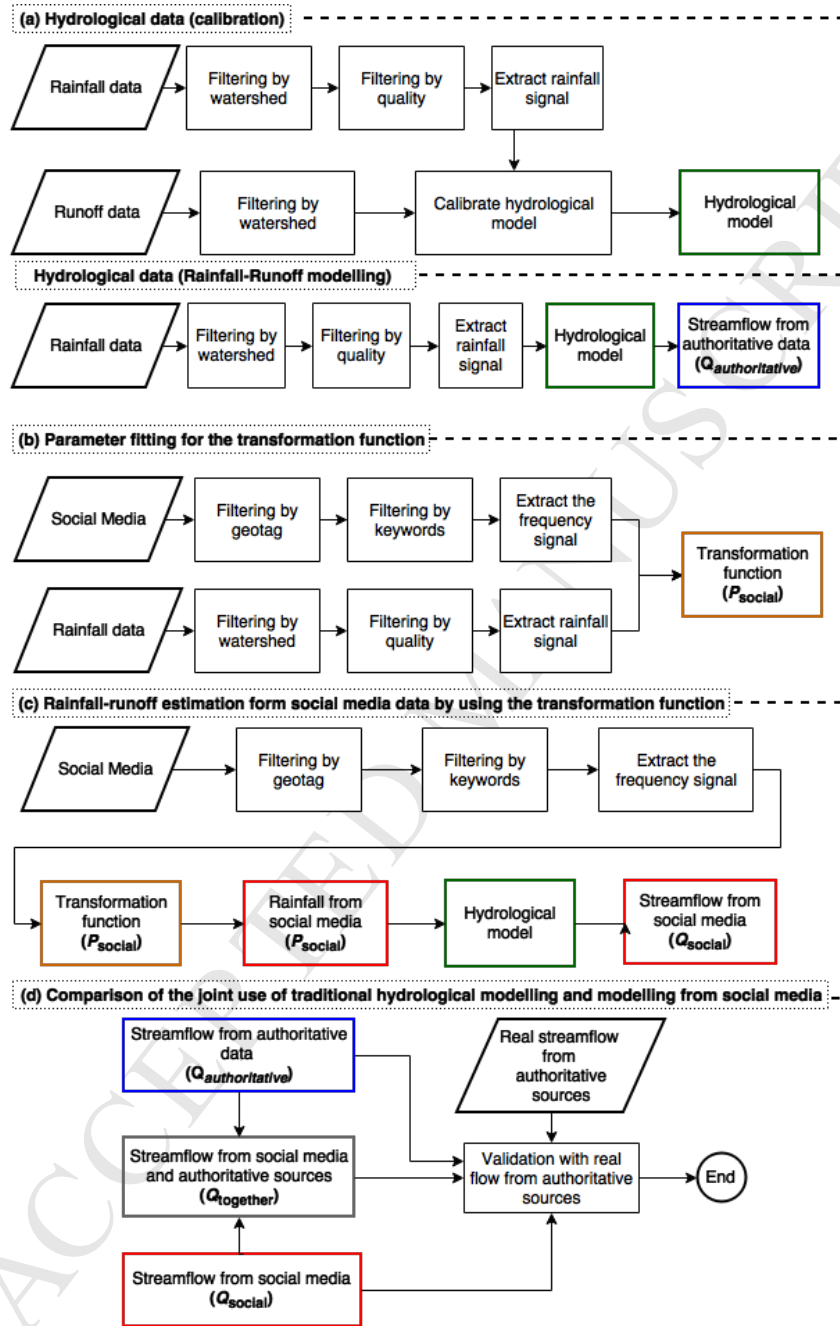 (a) Hydrological data (calibration)
Rainfall data
Filtering by
watershed
Filtering by
quality
Extract rainfall
signal
Runoff data
Filtering by
watershed
Calibrate hydrological
model
Hydrological
model
Hydrological data (Rainfall-Runoff modelling)
Rainfall data
Filtering by
watershed
Filtering by
quality
Extract
rainfall
signal
Hydrological
model
Streamflow from
authoritative data
(Qauthoritative)
(b) Parameter fitting for the transformation function
Social Media
Filtering by
geotag
Filtering by
keywords
Extract the
frequency
signal
Transformation
function
(Psocial)
Rainfall data
Filtering by
watershed
Filtering by
quality
Extract rainfall
signal
(c) Rainfall-runoff estimation form social media data by using the transformation function
Social Media
Filtering by
geotag
Filtering by
keywords
Extract the
frequency signal
Transformation
function
(Psocial)
Rainfall from
social media
(Psocial)
Hydrological
model
Streamflow from
social media
(Qsocial)
(d) Comparison of the joint use of traditional hydrological modelling and modelling from social media
Streamflow from authoritative
data
(Qauthoritative)
Real streamflow
from
authoritative
sources
Streamflow from social media
and authoritative sources
(Qtogether)
Validation with real
flow from authoritative
sources
End
Streamflow from social media
(Qsocial)
ACCEPTED MANUSCRI